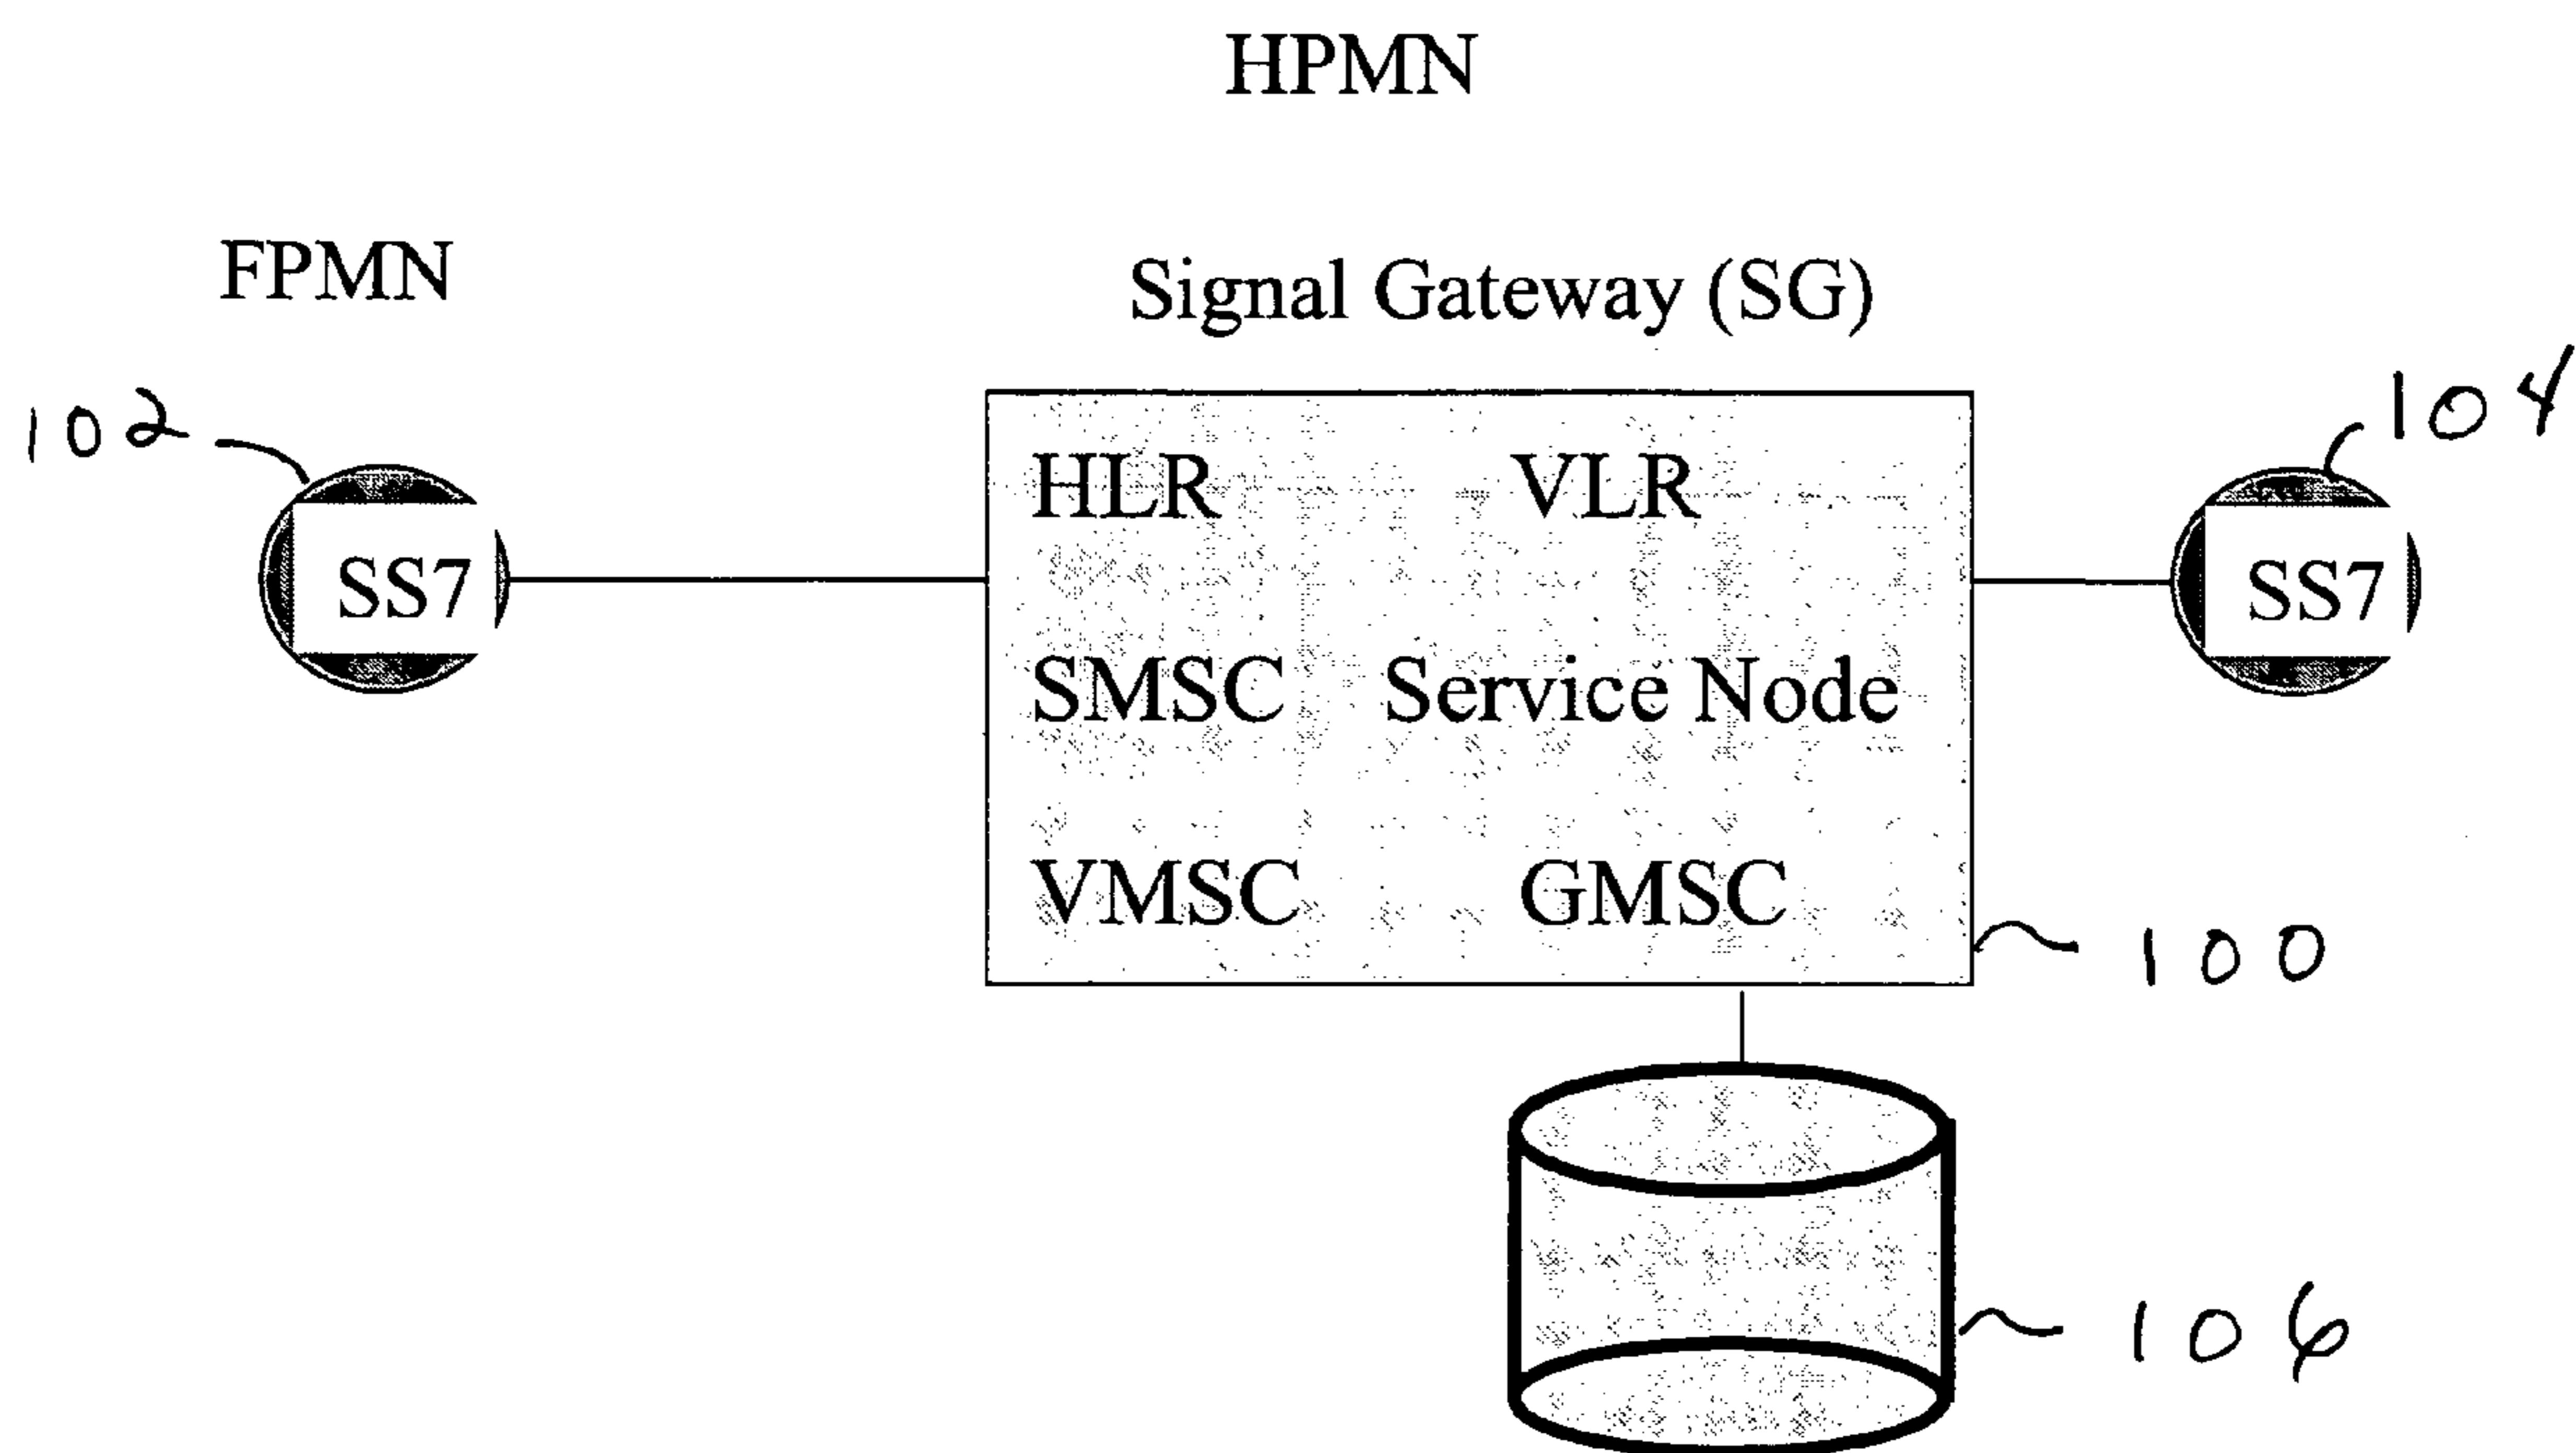 HPMN
FPMN
Signal Gateway (SG)
102
104
HLR VLR
SS7
SS7
SMSC Service Node
VMSC GMSC
100
106